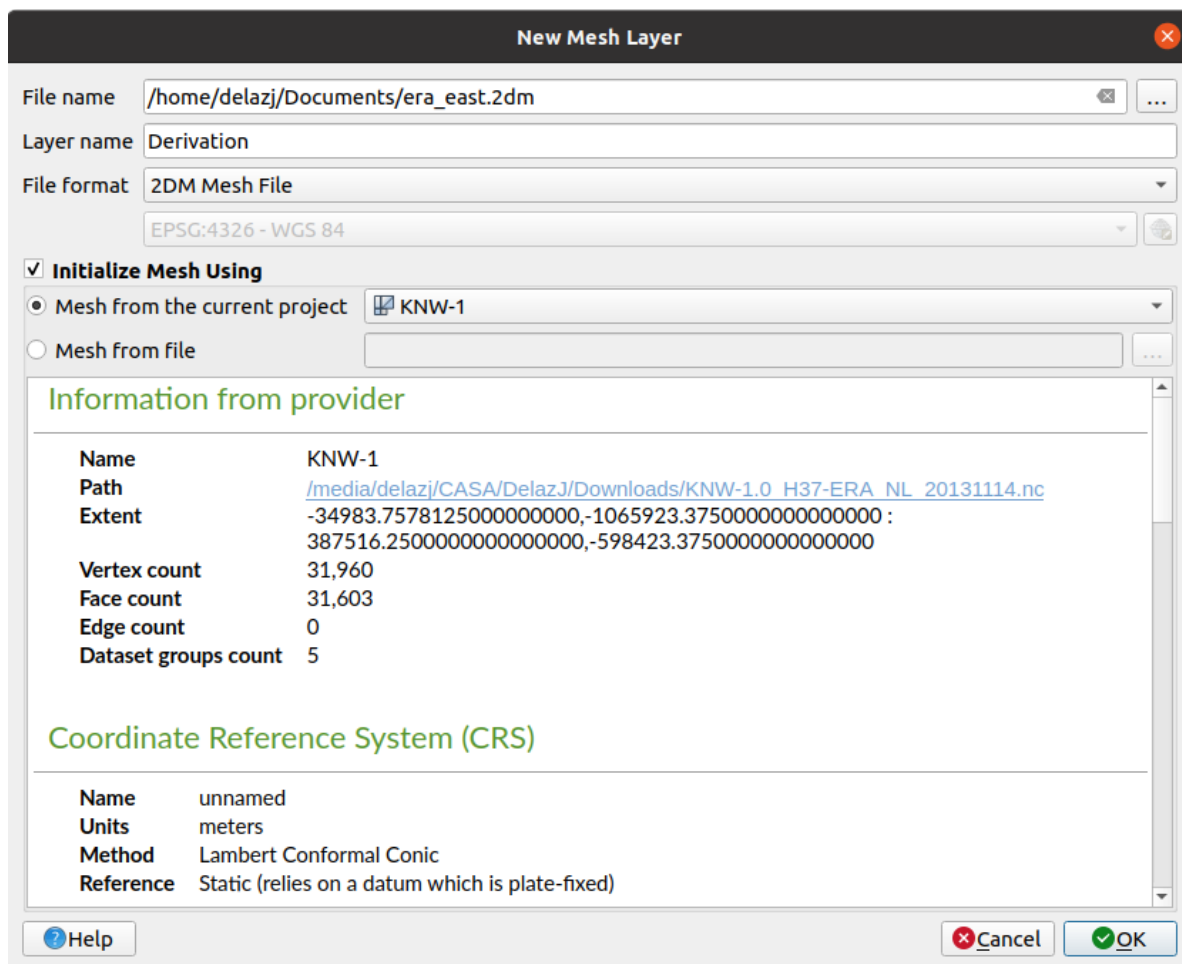 New Mesh Layer
File name /home/delazj/Documents/era_east.2dm ...
Layer name Derivation
File format 2DM Mesh File
EPSG:4326 - WGS 84
Initialize Mesh Using
Mesh from the current project KNW-1
Mesh from file ...
Information from provider
Name KNW-1
Path /media/delazj/CASA/DelazJ/Downloads/KNW-1.0_H37-ERA_NL_20131114.nc
Extent -34983.7578125000000000,-1065923.3750000000000000 :
387516.2500000000000000,-598423.3750000000000000
Vertex count 31,960
Face count 31,603
Edge count 0
Dataset groups count 5
Coordinate Reference System (CRS)
Name unnamed
Units meters
Method Lambert Conformal Conic
Reference Static (relies on a datum which is plate-fixed)
Help Cancel OK